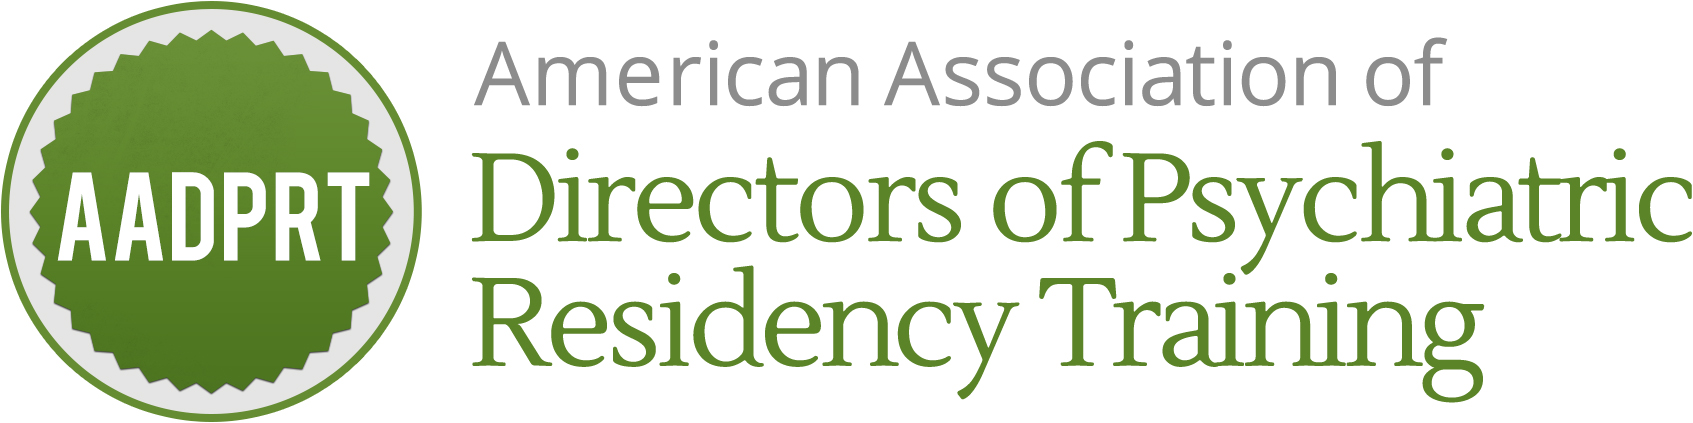 AADPRT
American Association of
Directors of Psychiatric
Residency Training